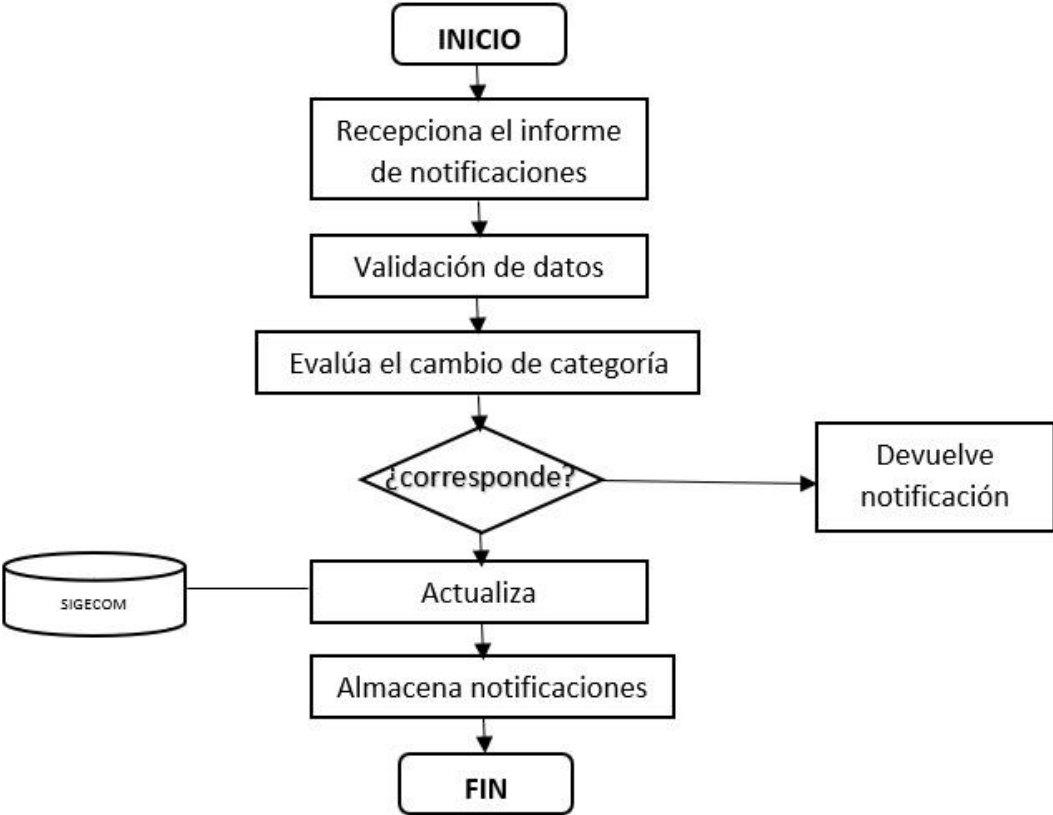 INICIO
Recepciona el informe
de notificaciones
Validación de datos
Evalúa el cambio de categoría
¿corresponde?
Devuelve
notificación
SIGECOM
Actualiza
Almacena notificaciones
FIN